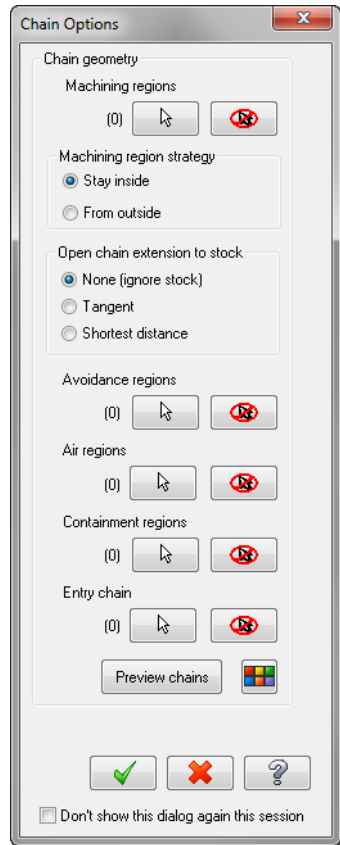 Chain Options
Chain geometry
Machining regions
(0)
Machining region strategy
Stay inside
From outside
Open chain extension to stock
None (ignore stock)
Tangent
Shortest distance
Avoidance regions
(0)
Air regions
(0)
Containment regions
(0)
Entry chain
(0)
Preview chains
Don't show this dialog again this session